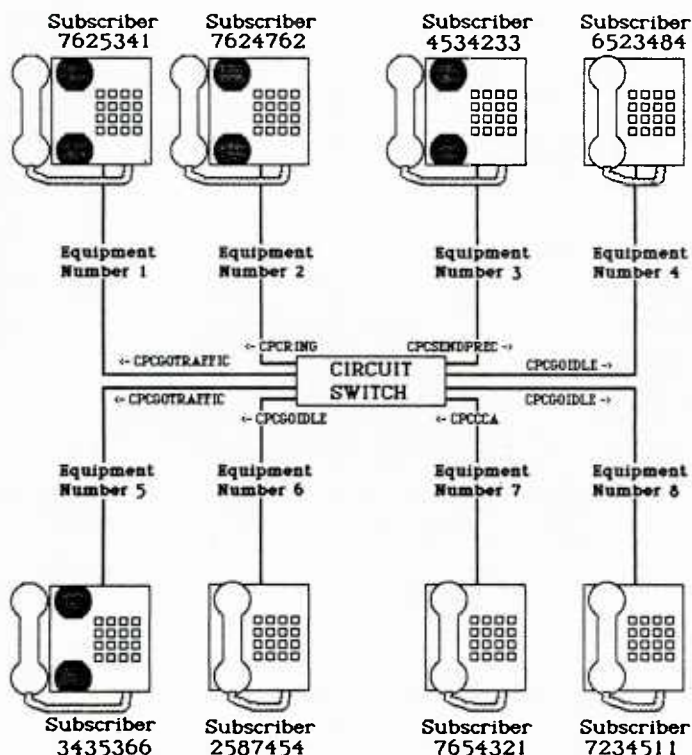 Subscriber
7625341
Subscriber
7624762
Subscriber
4534233
Subscriber
6523484
Equipment
Number 1
Equipment
Number 2
Equipment
Number 3
Equipment
Number 4
<- CPCGOTRAFFIC
<- CPCRING
CPCSENDPREC ->
CPCGOIDLE ->
CIRCUIT
SWITCH
<- CPCGOTRAFFIC
<- CPCGOIDLE
<- CPCCCA
CPCGOIDLE ->
Equipment
Number 5
Equipment
Number 6
Equipment
Number 7
Equipment
Number 8
Subscriber
3435366
Subscriber
2587454
Subscriber
7654321
Subscriber
7234511